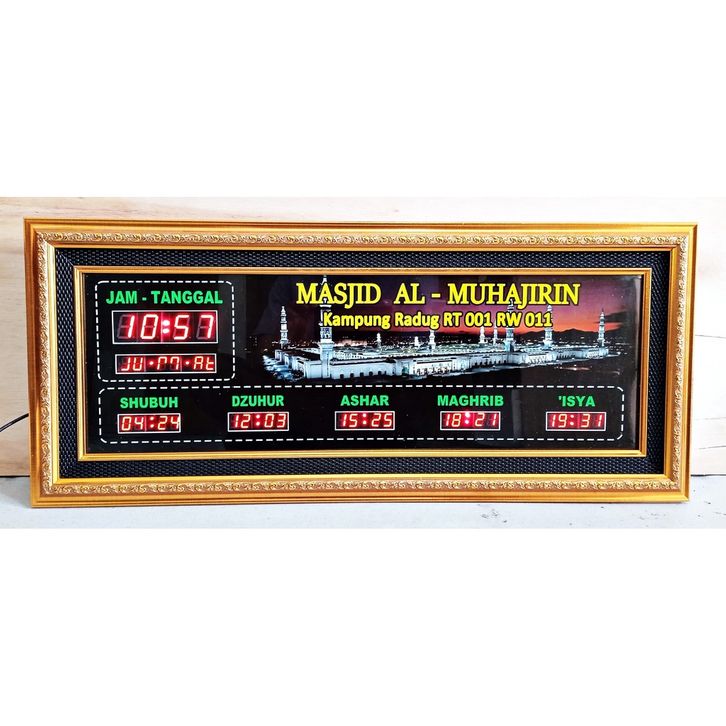 JAM - TANGGAL
10:57
JU-M-At
MASJID AL - MUHAJIRIN
Kampung Radug RT 001 RW 011
SHUBUH
04:24
DZUHUR
12:03
ASHAR
15:25
MAGHRIB
18:21
'ISYA
19:31